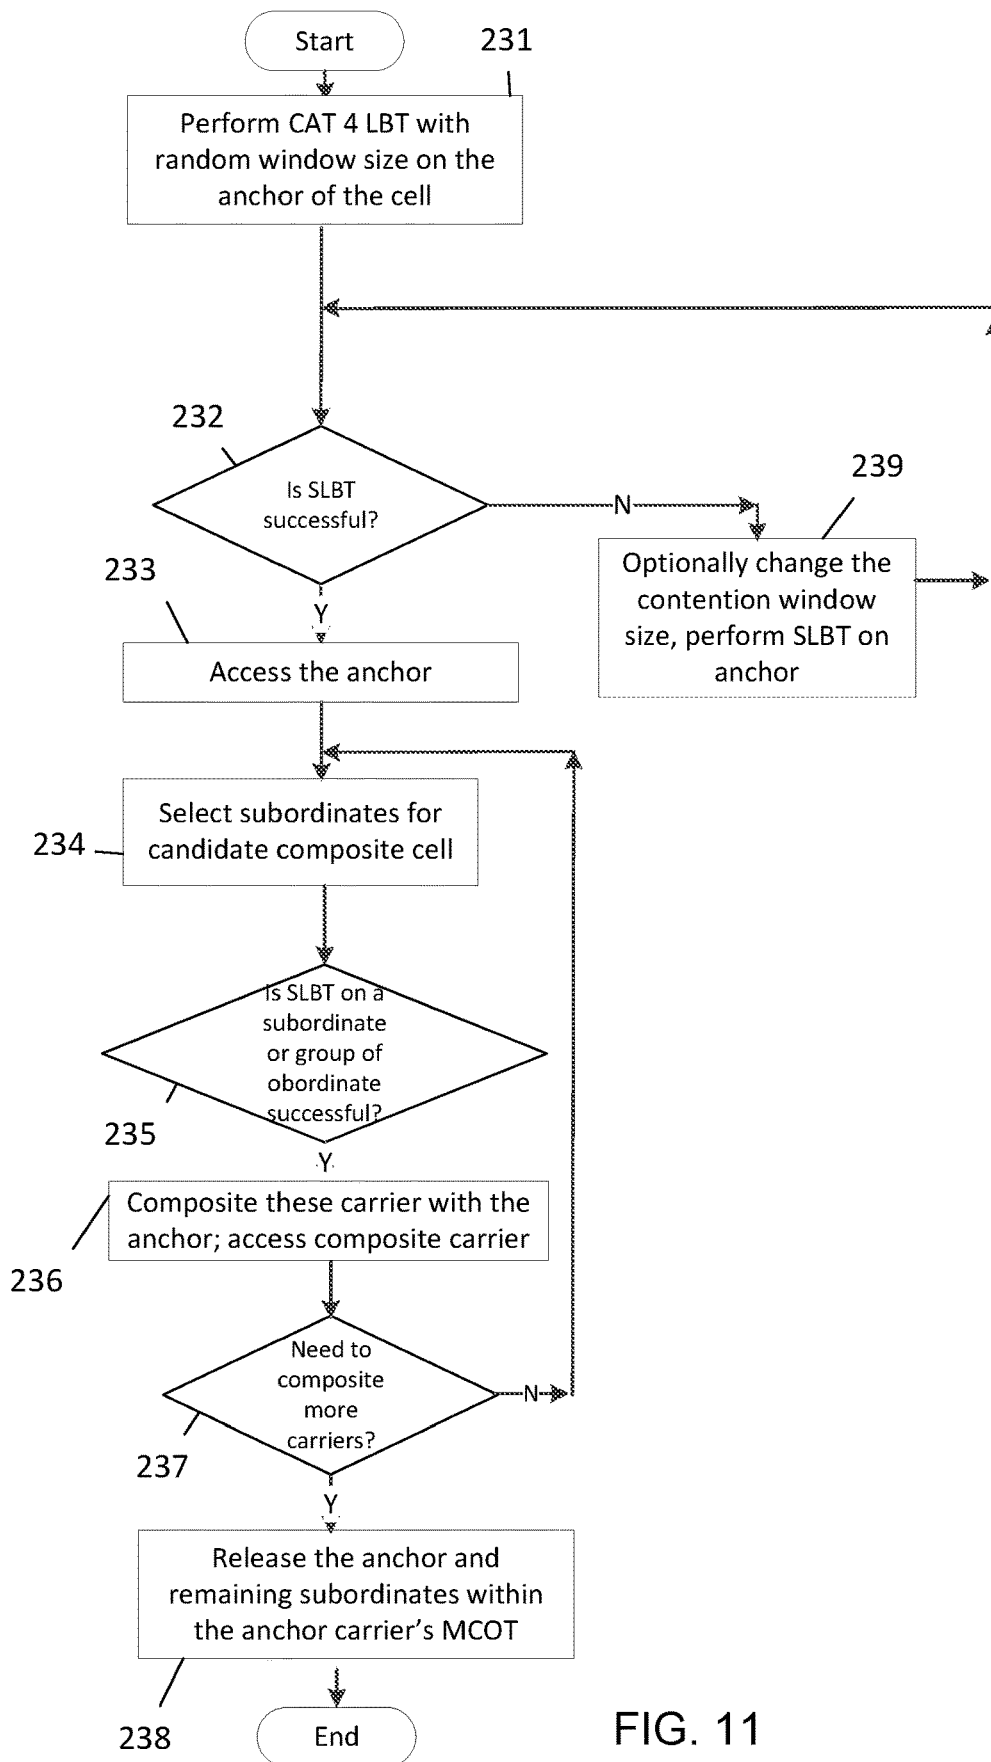 Start
231
Perform CAT 4 LBT with
random window size on the
anchor of the cell
232
Is SLBT
successful?
N
239
Optionally change the
contention window
size, perform SLBT on
anchor
233
Y
Access the anchor
Select subordinates for
candidate composite cell
234
Is SLBT on a
subordinate
or group of
obordinate
successful?
235
Y
Composite these carrier with the
anchor; access composite carrier
236
Need to
composite
more
carriers?
N
237
Y
Release the anchor and
remaining subordinates within
the anchor carrier's MCOT
238
End
FIG. 11